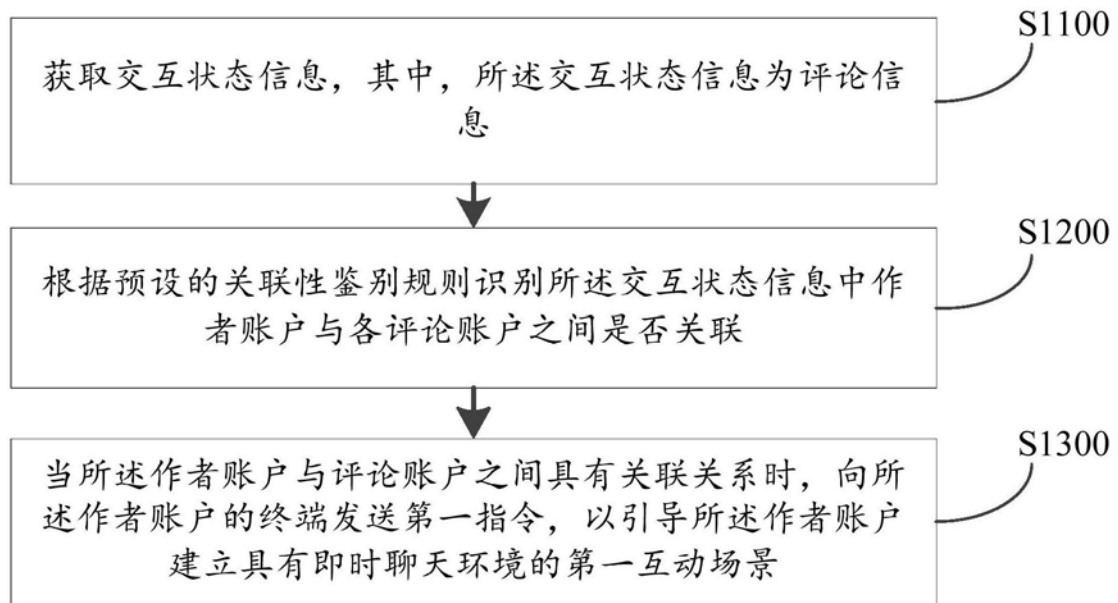 S1100
获取交互状态信息，其中，所述交互状态信息为评论信
息
S1200
根据预设的关联性鉴别规则识别所述交互状态信息中作
者账户与各评论账户之间是否关联
S1300
当所述作者账户与评论账户之间具有关联关系时，向所
述作者账户的终端发送第一指令，以引导所述作者账户
建立具有即时聊天环境的第一互动场景